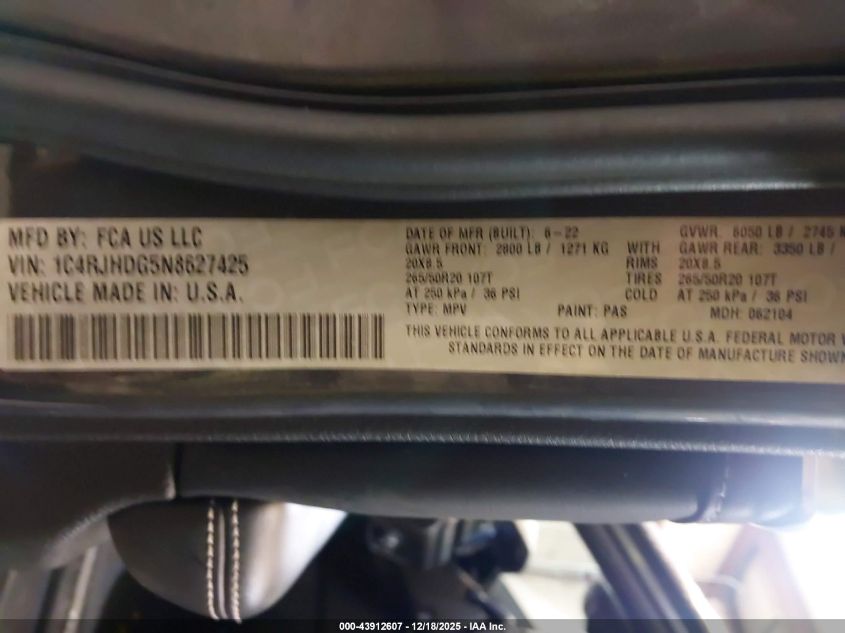 MFD BY: FCA US LLC
VIN: 1C4RJHDG5N8627425
VEHICLE MADE IN: U.S.A.
DATE OF MFR (BUILT): 6-22 GVWR: 6050 LB / 2745 K
GAWR FRONT: 2800 LB / 1271 KG WITH GAWR REAR: 3350 LB /
20X8.5 RIMS 20X8.5
265/50R20 107T TIRES 265/50R20 107T
AT 250 kPa / 36 PSI COLD AT 250 kPa / 36 PSI
TYPE: MPV PAINT: PAS MDH: 062104
THIS VEHICLE CONFORMS TO ALL APPLICABLE U.S.A. FEDERAL MOTOR V
STANDARDS IN EFFECT ON THE DATE OF MANUFACTURE SHOWN
000-43912607 / 12/18/2025 - IAA Inc.